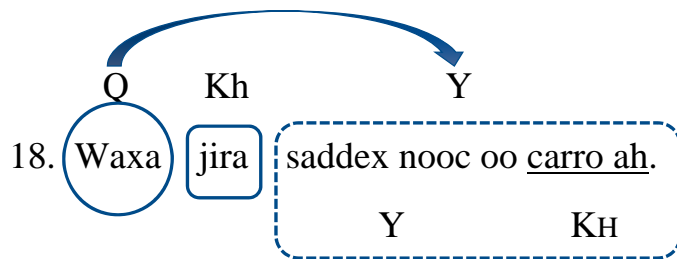 Q Kh Y
18. Waxa jira saddex nooc oo carro ah.
Y KH